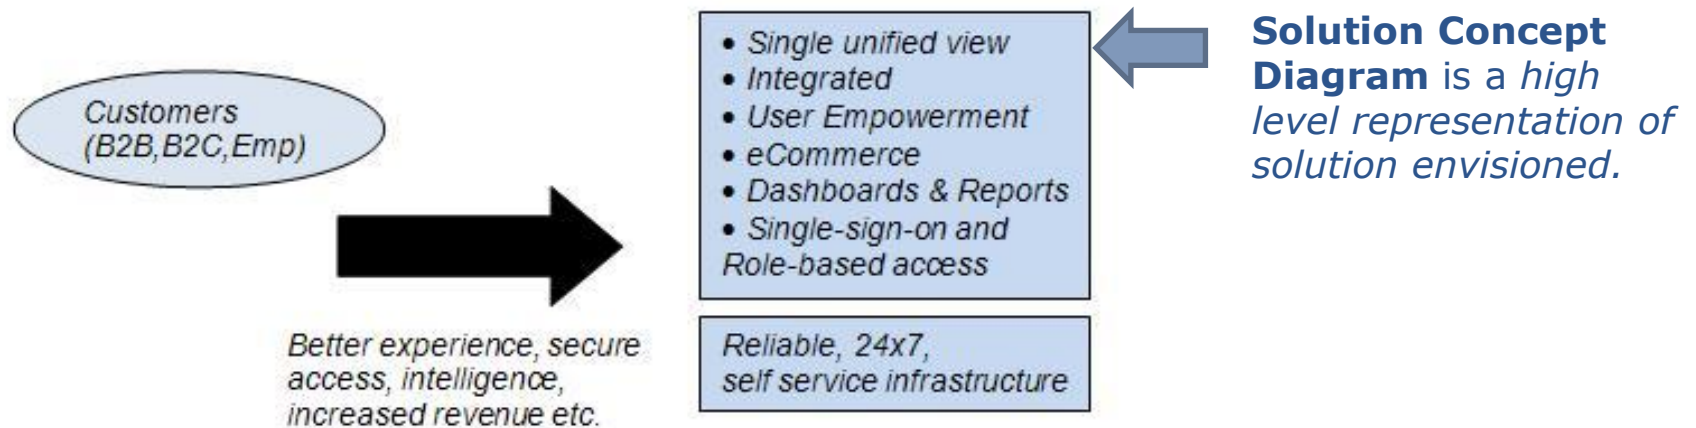 Customers
(B2B,B2C,Emp)
Better experience, secure
access, intelligence,
increased revenue etc.
• Single unified view
• Integrated
• User Empowerment
• eCommerce
• Dashboards & Reports
• Single-sign-on and
Role-based access
Reliable, 24x7,
self service infrastructure
Solution Concept
Diagram is a high
level representation of
solution envisioned.